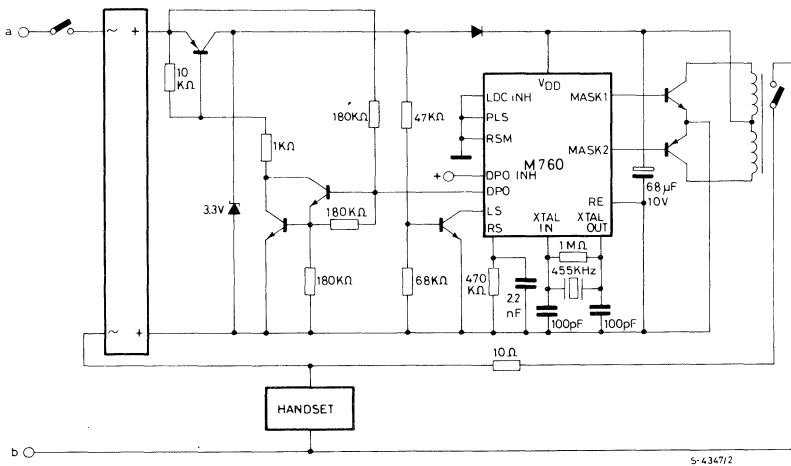 a
~
+
10
KΩ
1KΩ
180KΩ
47KΩ
3.3V
180KΩ
180KΩ
68KΩ
VDD
LDC INH
PLS
RSM
M760
MASK1
MASK2
+
DPO INH
DPO
LS
RS
RE
XTAL
IN
XTAL
OUT
68 µF
10V
470
KΩ
22
nF
1MΩ
455KHz
100pF
100pF
~
+
10Ω
HANDSET
b
S-4347/2